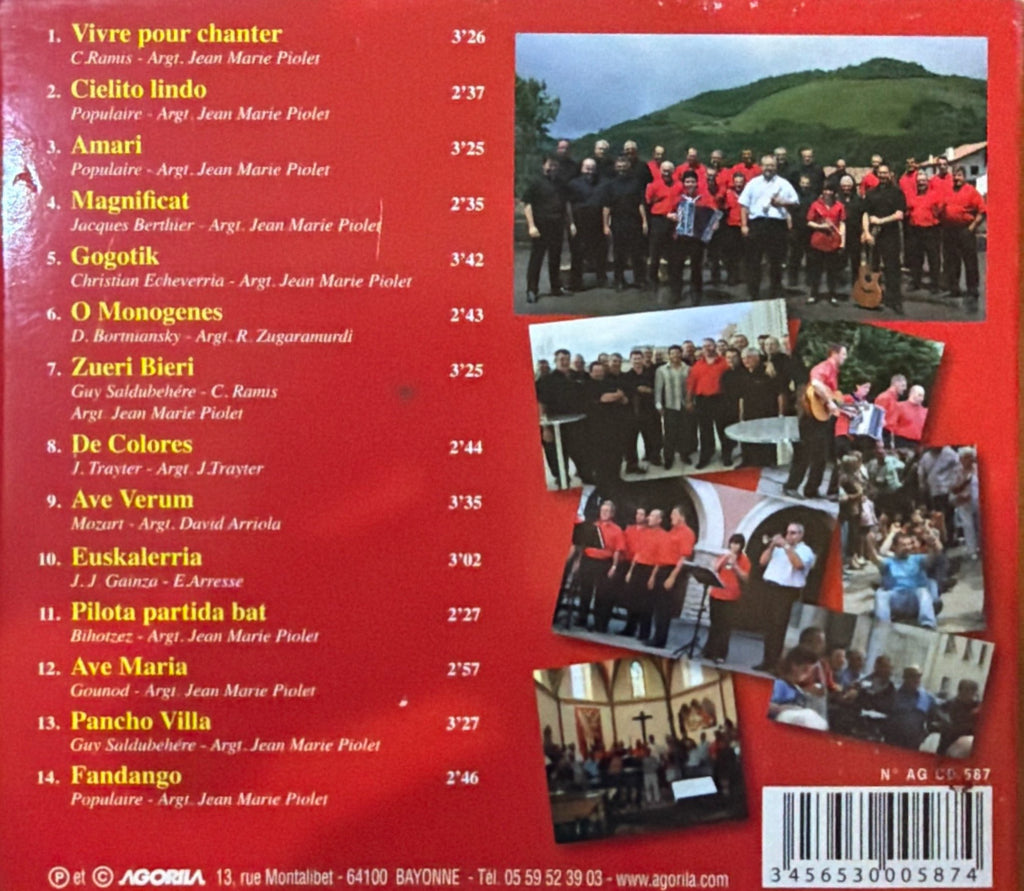 1. Vivre pour chanter 3'26
C.Ramis - Argt. Jean Marie Piolet
2. Cielito lindo 2'37
Populaire - Argt. Jean Marie Piolet
3. Amari 3'25
Populaire - Argt. Jean Marie Piolet
4. Magnificat 2'35
Jacques Berthier - Argt. Jean Marie Piolet
5. Gogotik 3'42
Christian Echeverria - Argt. Jean Marie Piolet
6. O Monogenes 2'43
D. Bortniansky - Argt. R. Zugaramurdi
7. Zueri Bieri 3'25
Guy Saldubehére - C. Ramis
Argt. Jean Marie Piolet
8. De Colores 2'44
J. Trayter - Argt. J.Trayter
9. Ave Verum 3'35
Mozart - Argt. David Arriola
10. Euskalerria 3'02
J. J Gainza - E.Arresse
11. Pilota partida bat 2'27
Bihotzez - Argt. Jean Marie Piolet
12. Ave Maria 2'57
Gounod - Argt. Jean Marie Piolet
13. Pancho Villa 3'27
Guy Saldubehére - Argt. Jean Marie Piolet
14. Fandango 2'46
Populaire - Argt. Jean Marie Piolet
N° AG CD 587
3 456530 005874
Ⓟ et © AGORILA 13, rue Montalibet - 64100 BAYONNE - Tél. 05 59 52 39 03 - www.agorila.com